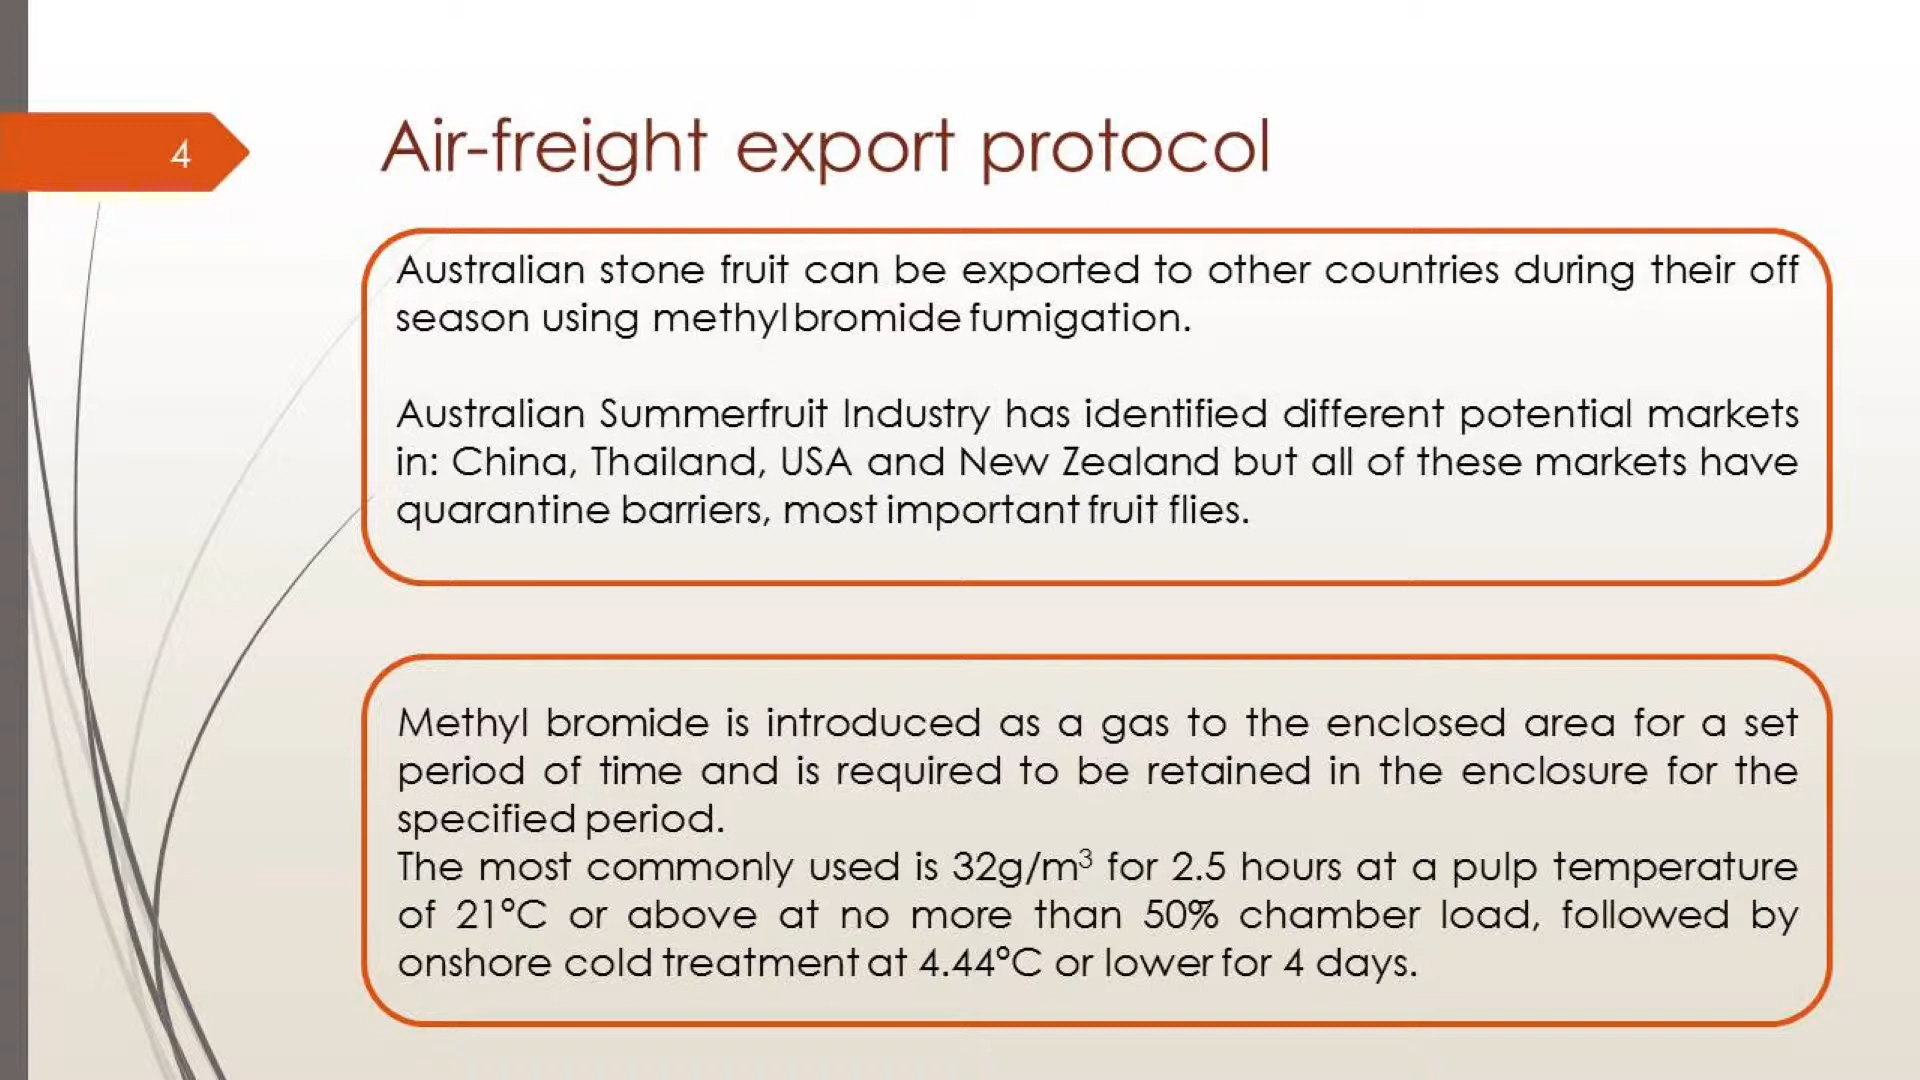 4
Air-freight export protocol
Australian stone fruit can be exported to other countries during their off
season using methyl bromide fumigation.
Australian Summerfruit Industry has identified different potential markets
in: China, Thailand, USA and New Zealand but all of these markets have
quarantine barriers, most important fruit flies.
Methyl bromide is introduced as a gas to the enclosed area for a set
period of time and is required to be retained in the enclosure for the
specified period.
The most commonly used is 32g/m³ for 2.5 hours at a pulp temperature
of 21ºC or above at no more than 50% chamber load, followed by
onshore cold treatment at 4.44ºC or lower for 4 days.